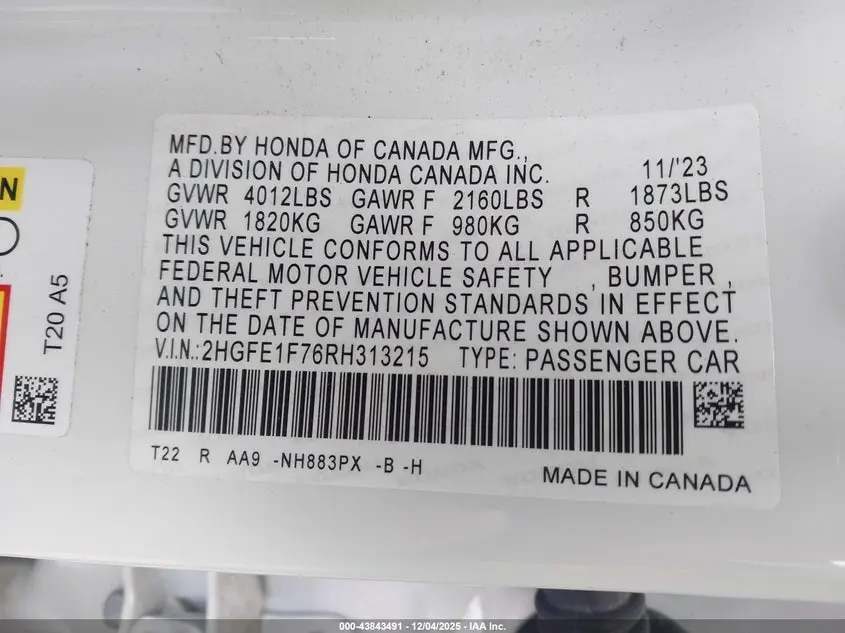 MFD.BY HONDA OF CANADA MFG.,
A DIVISION OF HONDA CANADA INC. 11/'23
GVWR 4012LBS GAWR F 2160LBS R 1873LBS
GVWR 1820KG GAWR F 980KG R 850KG
THIS VEHICLE CONFORMS TO ALL APPLICABLE
FEDERAL MOTOR VEHICLE SAFETY , BUMPER ,
AND THEFT PREVENTION STANDARDS IN EFFECT
ON THE DATE OF MANUFACTURE SHOWN ABOVE.
V.I.N.:2HGFE1F76RH313215 TYPE: PASSENGER CAR
T22 R AA9 -NH883PX -B -H
MADE IN CANADA
N
T20 A5
000-43843491 - 12/04/2025 - IAA Inc.